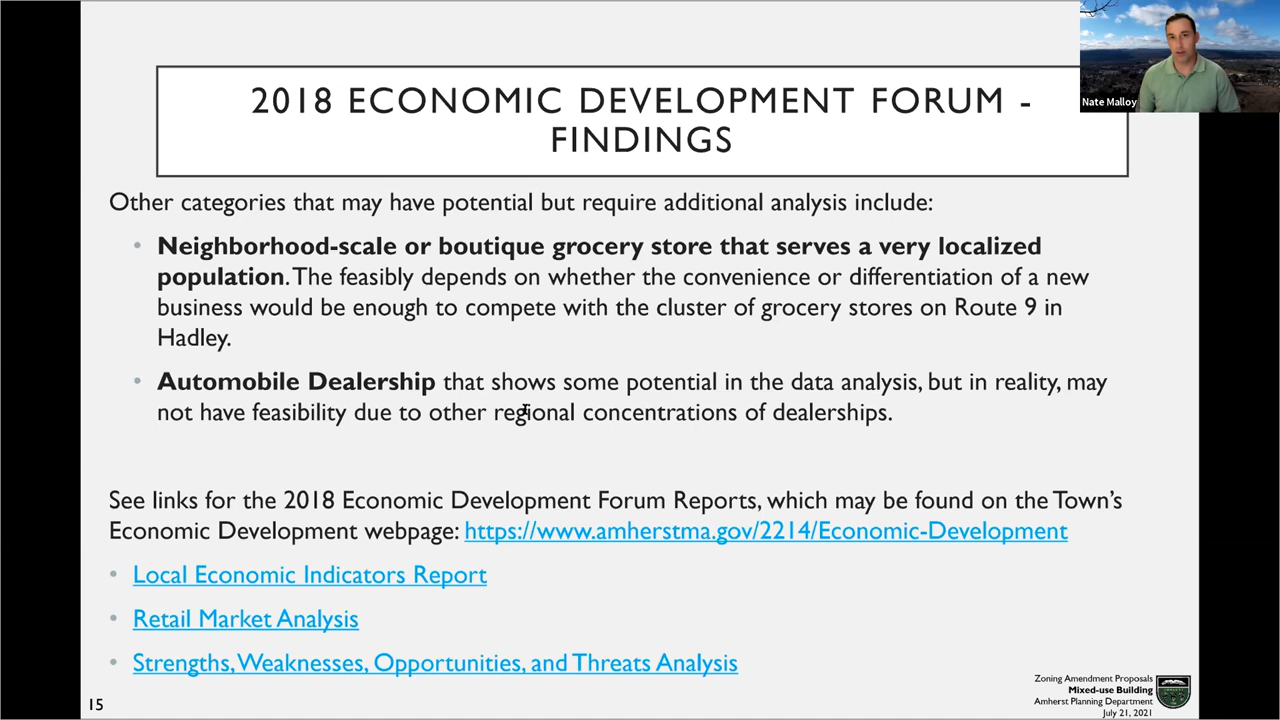 2018 ECONOMIC DEVELOPMENT FORUM -
FINDINGS
Nate Malloy
Other categories that may have potential but require additional analysis include:
• Neighborhood-scale or boutique grocery store that serves a very localized
population. The feasibly depends on whether the convenience or differentiation of a new
business would be enough to compete with the cluster of grocery stores on Route 9 in
Hadley.
• Automobile Dealership that shows some potential in the data analysis, but in reality, may
not have feasibility due to other regional concentrations of dealerships.
See links for the 2018 Economic Development Forum Reports, which may be found on the Town's
Economic Development webpage: https://www.amherstma.gov/2214/Economic-Development
• Local Economic Indicators Report
• Retail Market Analysis
• Strengths, Weaknesses, Opportunities, and Threats Analysis
15
Zoning Amendment Proposals
Mixed-use Building
Amherst Planning Department
July 21, 2021